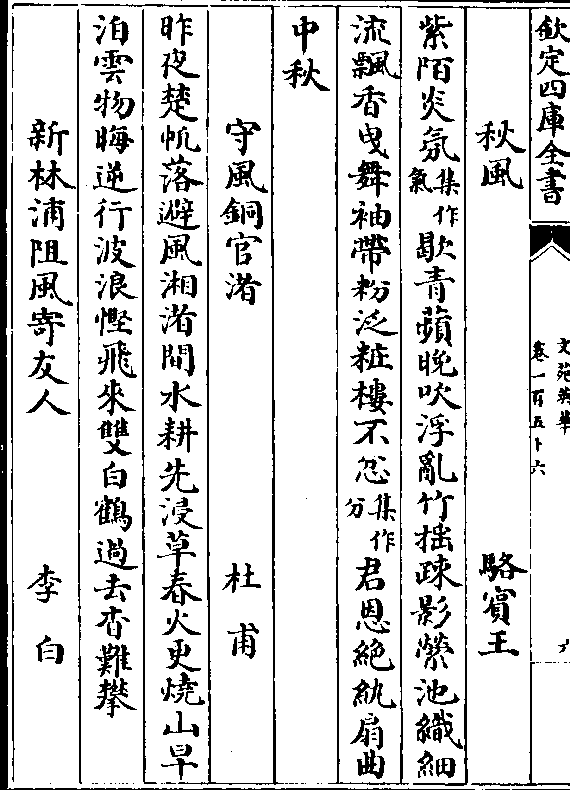 欽定四庫全書
文苑英華
卷一百五十六
秋風 駱賓王
紫陌炎氛集作氣歇青蘋晚吹浮亂竹揺疎影縈池織細
流飄香曳舞袖帶粉泛粧樓不忿集作分君恩絶紈扇曲
中秋
守風銅官渚 杜甫
昨夜楚帆落避風湘渚間水耕先浸草春火更燒山早
泊雲物晦逆行波浪慳飛來雙白鶴過去杳難攀
新林浦阻風寄友人 李白